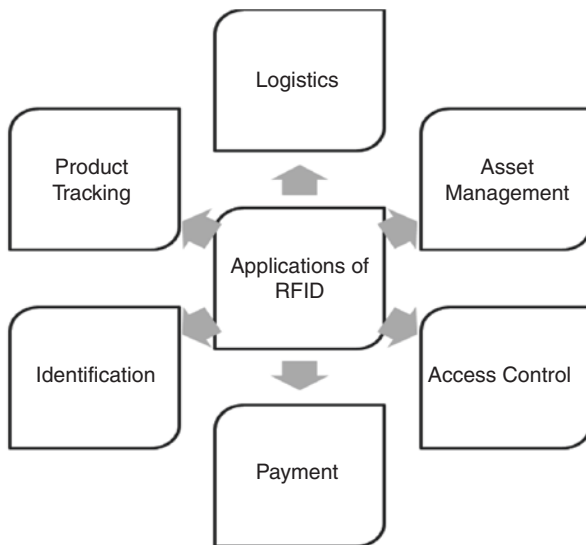 Logistics
Product
Tracking
Asset
Management
Applications of
RFID
Identification
Access Control
Payment